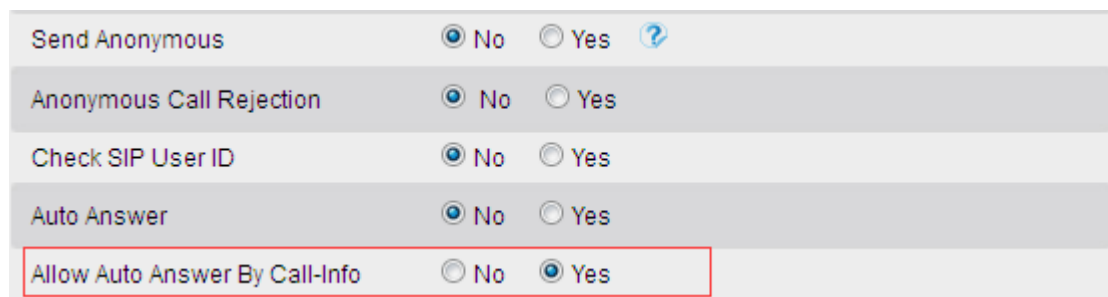 Send Anonymous No Yes
Anonymous Call Rejection No Yes
Check SIP User ID No Yes
Auto Answer No Yes
Allow Auto Answer By Call-Info No Yes